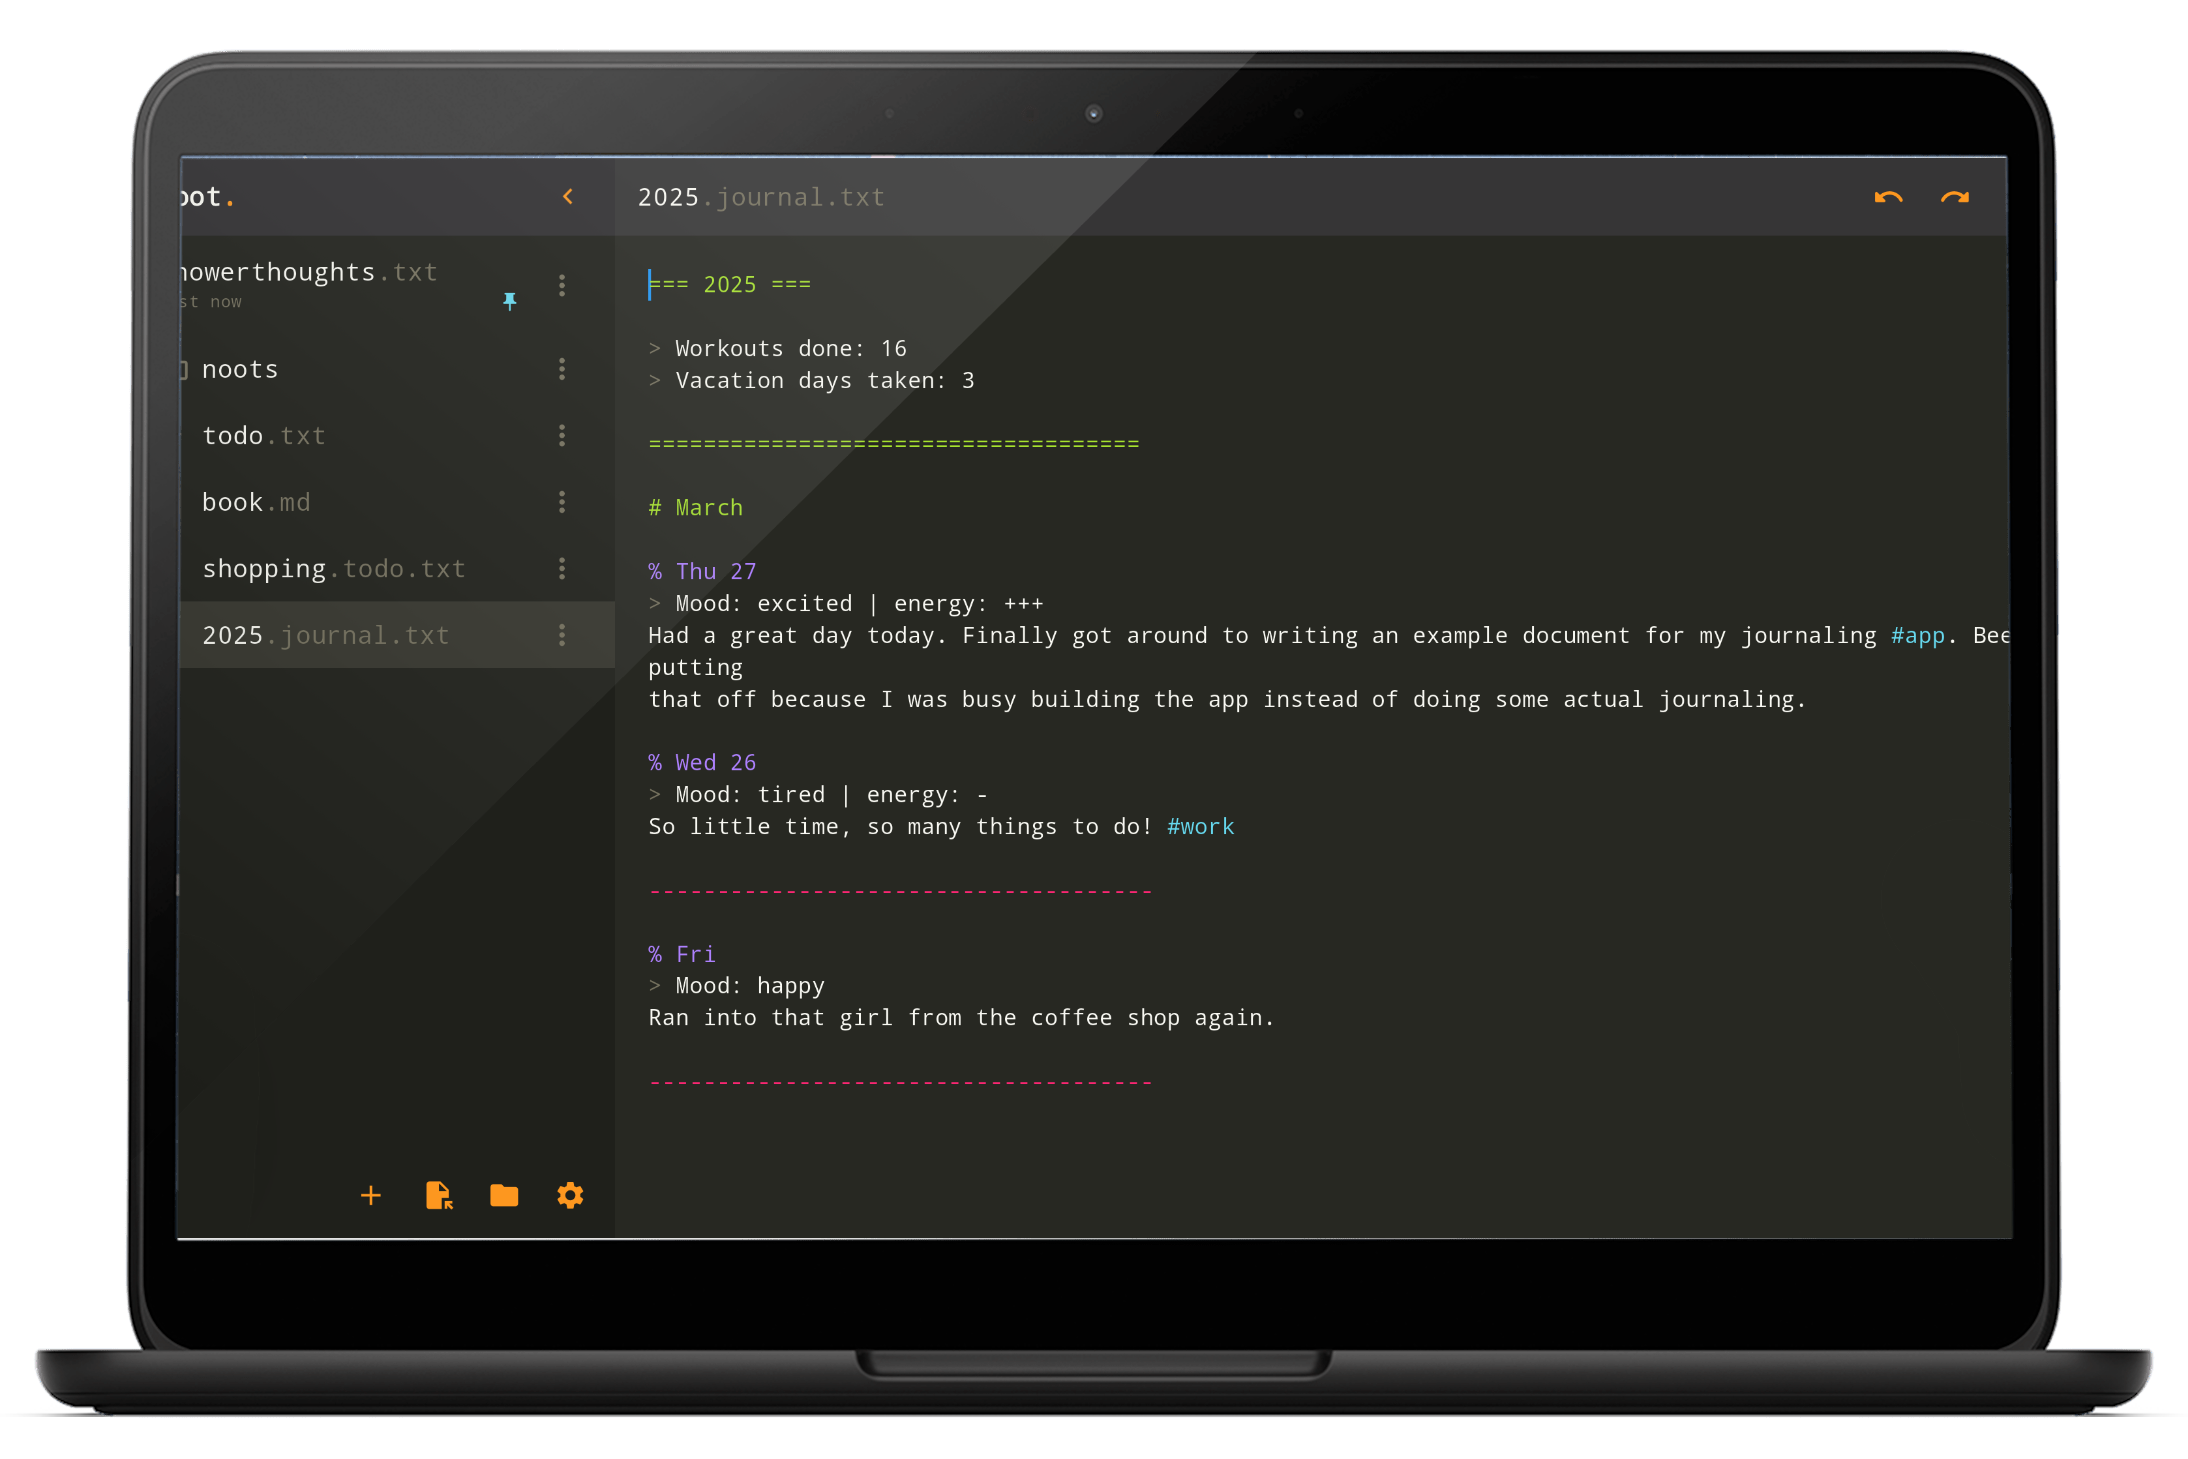 oot.
howerthoughts.txt
st now
noots
todo.txt
book.md
shopping.todo.txt
2025.journal.txt
2025.journal.txt
=== 2025 ===
> Workouts done: 16
> Vacation days taken: 3
====================================
# March
% Thu 27
> Mood: excited | energy: +++
Had a great day today. Finally got around to writing an example document for my journaling #app. Bee
putting
that off because I was busy building the app instead of doing some actual journaling.
% Wed 26
> Mood: tired | energy: -
So little time, so many things to do! #work
-------------------------------------
% Fri
> Mood: happy
Ran into that girl from the coffee shop again.
-------------------------------------